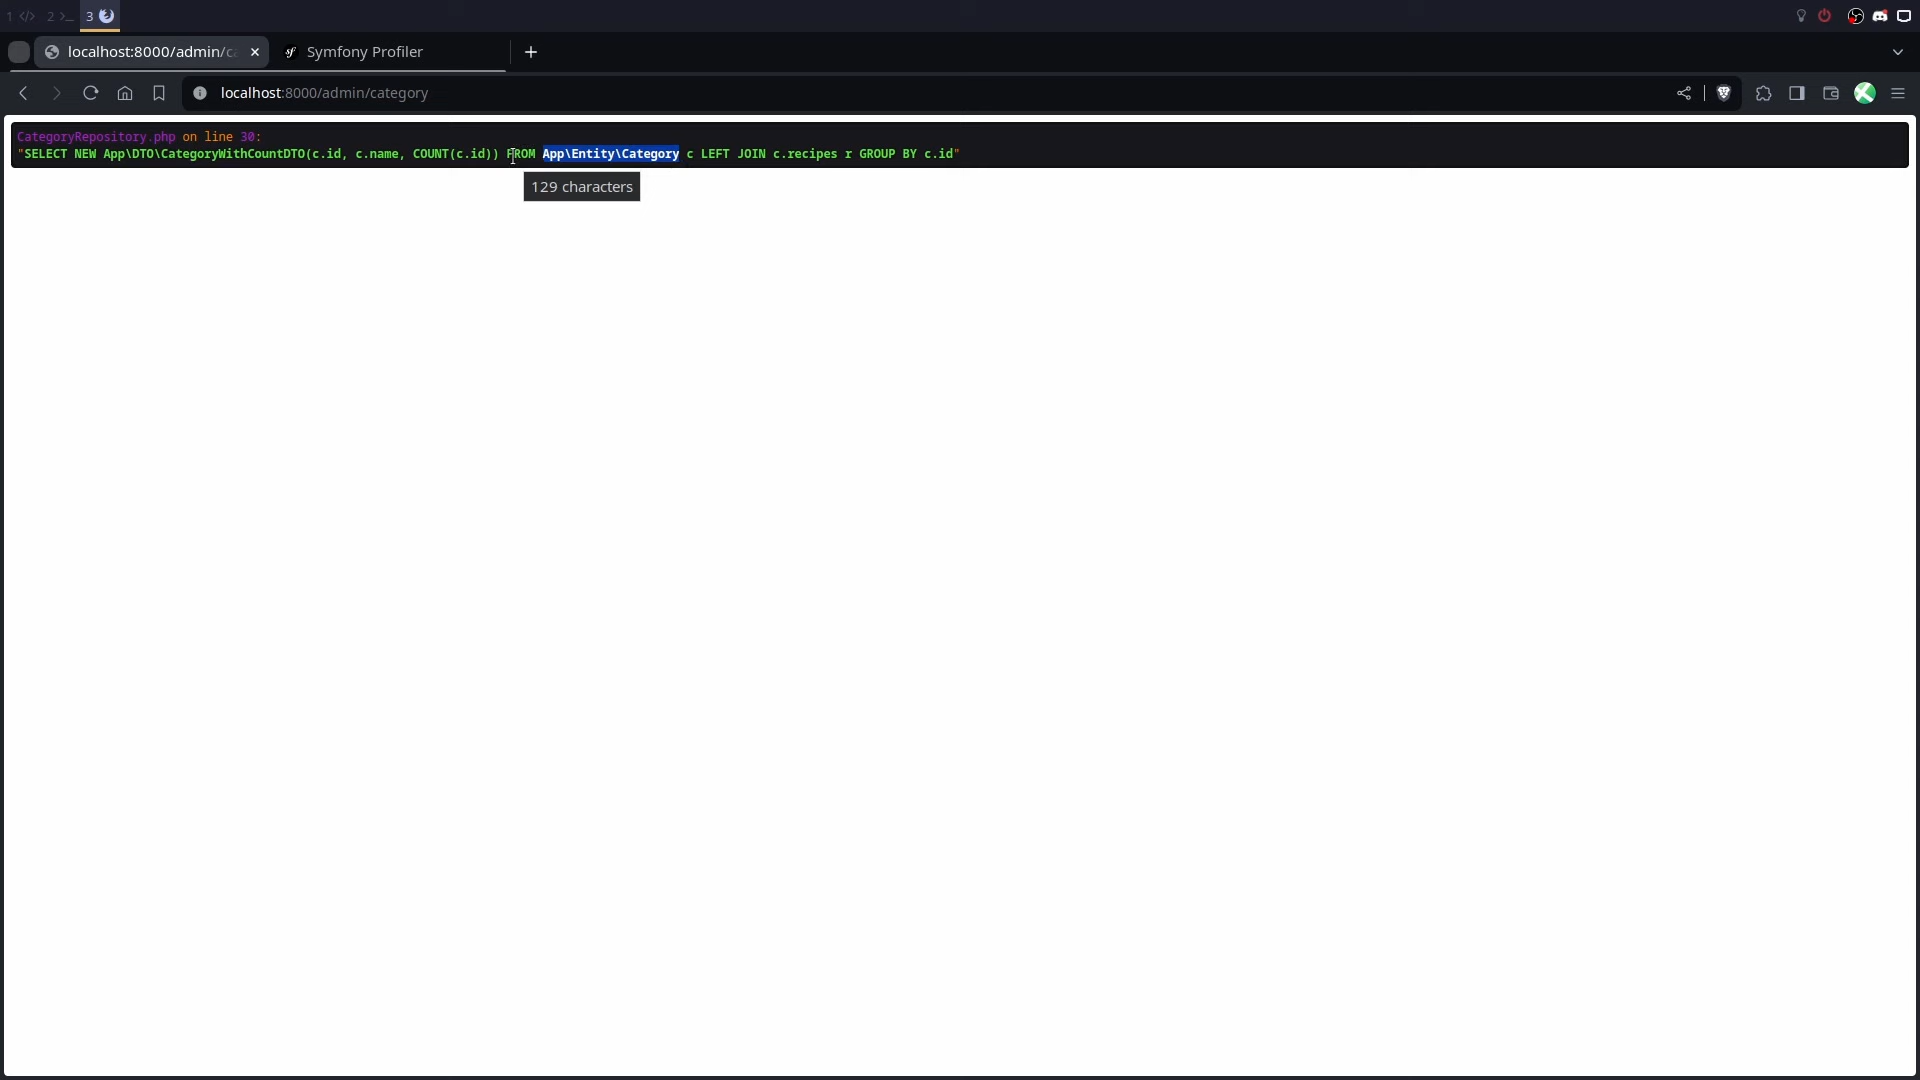 1 </> 2 >_ 3
localhost:8000/admin/ca
Symfony Profiler
localhost:8000/admin/category
CategoryRepository.php on line 30:
"SELECT NEW App\DTO\CategoryWithCountDTO(c.id, c.name, COUNT(c.id)) FROM App\Entity\Category c LEFT JOIN c.recipes r GROUP BY c.id"
129 characters